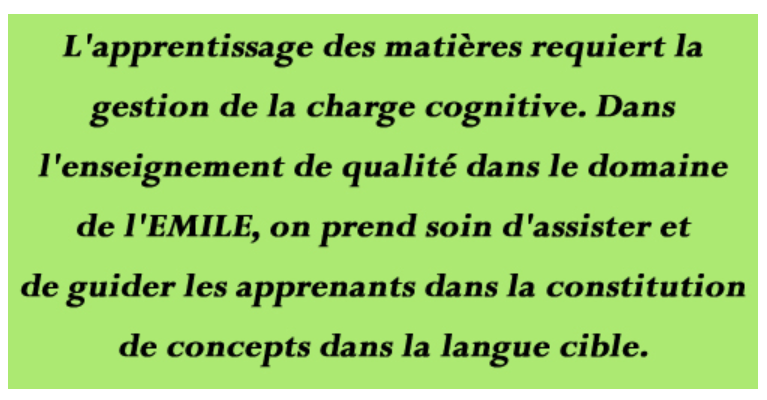 L'apprentissage des matières requiert la
gestion de la charge cognitive. Dans
l'enseignement de qualité dans le domaine
de l'EMILE, on prend soin d'assister et
de guider les apprenants dans la constitution
de concepts dans la langue cible.